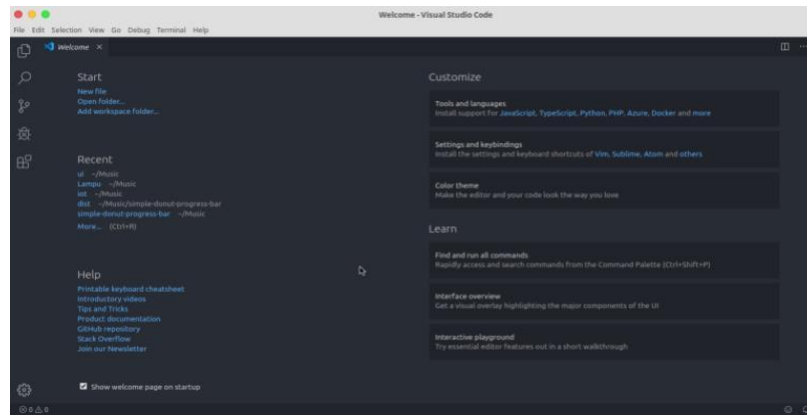 Welcome - Visual Studio Code
File Edit Selection View Go Debug Terminal Help
Welcome
Start
New file
Open folder...
Add workspace folder...
Recent
ui ~/Music
Lampu ~/Music
iot ~/Music
dist ~/Music/simple-donut-progress-bar
simple-donut-progress-bar ~/Music
More... (Ctrl+R)
Help
Printable keyboard cheatsheet
Introductory videos
Tips and Tricks
Product documentation
GitHub repository
Stack Overflow
Join our Newsletter
Show welcome page on startup
Customize
Tools and languages
Install support for JavaScript, TypeScript, Python, PHP, Azure, Docker and more
Settings and keybindings
Install the settings and keyboard shortcuts of Vim, Sublime, Atom and others
Color theme
Make the editor and your code look the way you love
Learn
Find and run all commands
Rapidly access and search commands from the Command Palette (Ctrl+Shift+P)
Interface overview
Get a visual overlay highlighting the major components of the UI
Interactive playground
Try essential editor features out in a short walkthrough
0 0